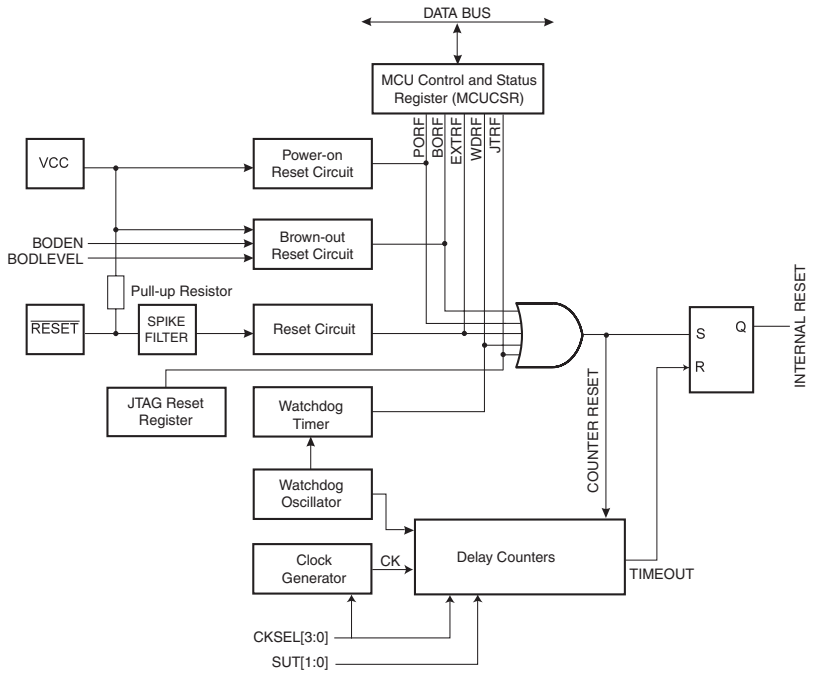 DATA BUS
MCU Control and Status
Register (MCUCSR)
PORF
BORF
EXTRF
WDRF
JTRF
VCC
Power-on
Reset Circuit
BODEN
BODLEVEL
Brown-out
Reset Circuit
Pull-up Resistor
RESET
SPIKE
FILTER
Reset Circuit
S
Q
R
INTERNAL RESET
JTAG Reset
Register
Watchdog
Timer
COUNTER RESET
Watchdog
Oscillator
Clock
Generator
CK
Delay Counters
TIMEOUT
CKSEL[3:0]
SUT[1:0]